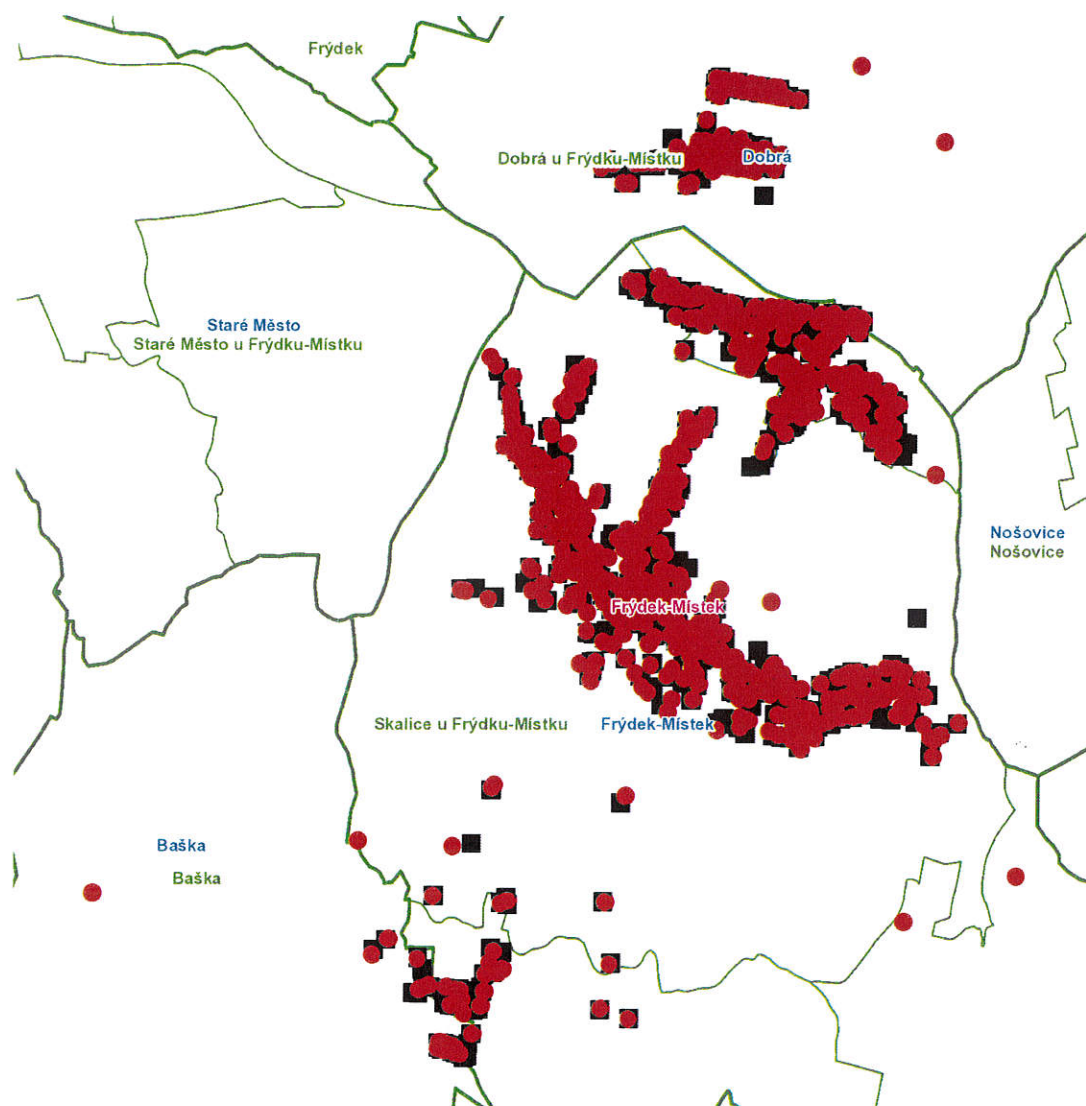 Frýdek
Dobrá u Frýdku-Místku
Dobrá
Staré Město
Staré Město u Frýdku-Místku
Nošovice
Nošovice
Frýdek-Místek
Skalice u Frýdku-Místku
Frýdek-Místek
Baška
Baška